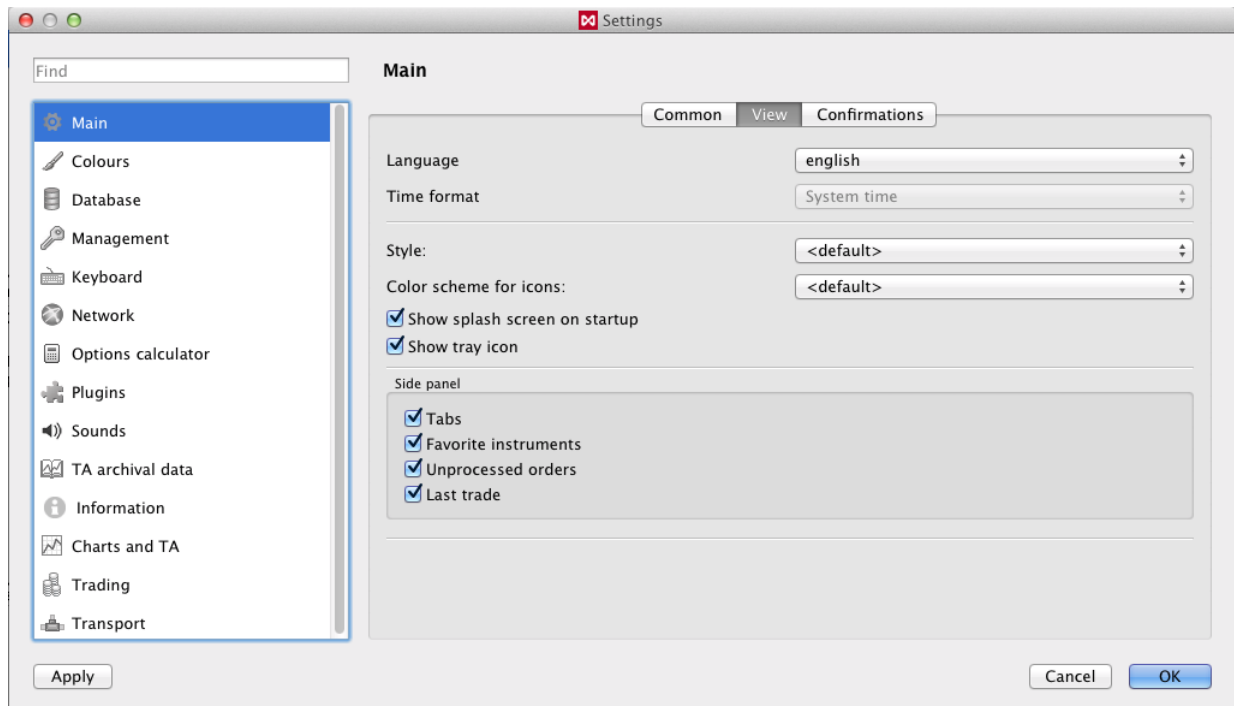 Settings
Find
Main
Colours
Database
Management
Keyboard
Network
Options calculator
Plugins
Sounds
TA archival data
Information
Charts and TA
Trading
Transport
Main
Common View Confirmations
Language english
Time format System time
Style: <default>
Color scheme for icons: <default>
Show splash screen on startup
Show tray icon
Side panel
Tabs
Favorite instruments
Unprocessed orders
Last trade
Apply Cancel OK